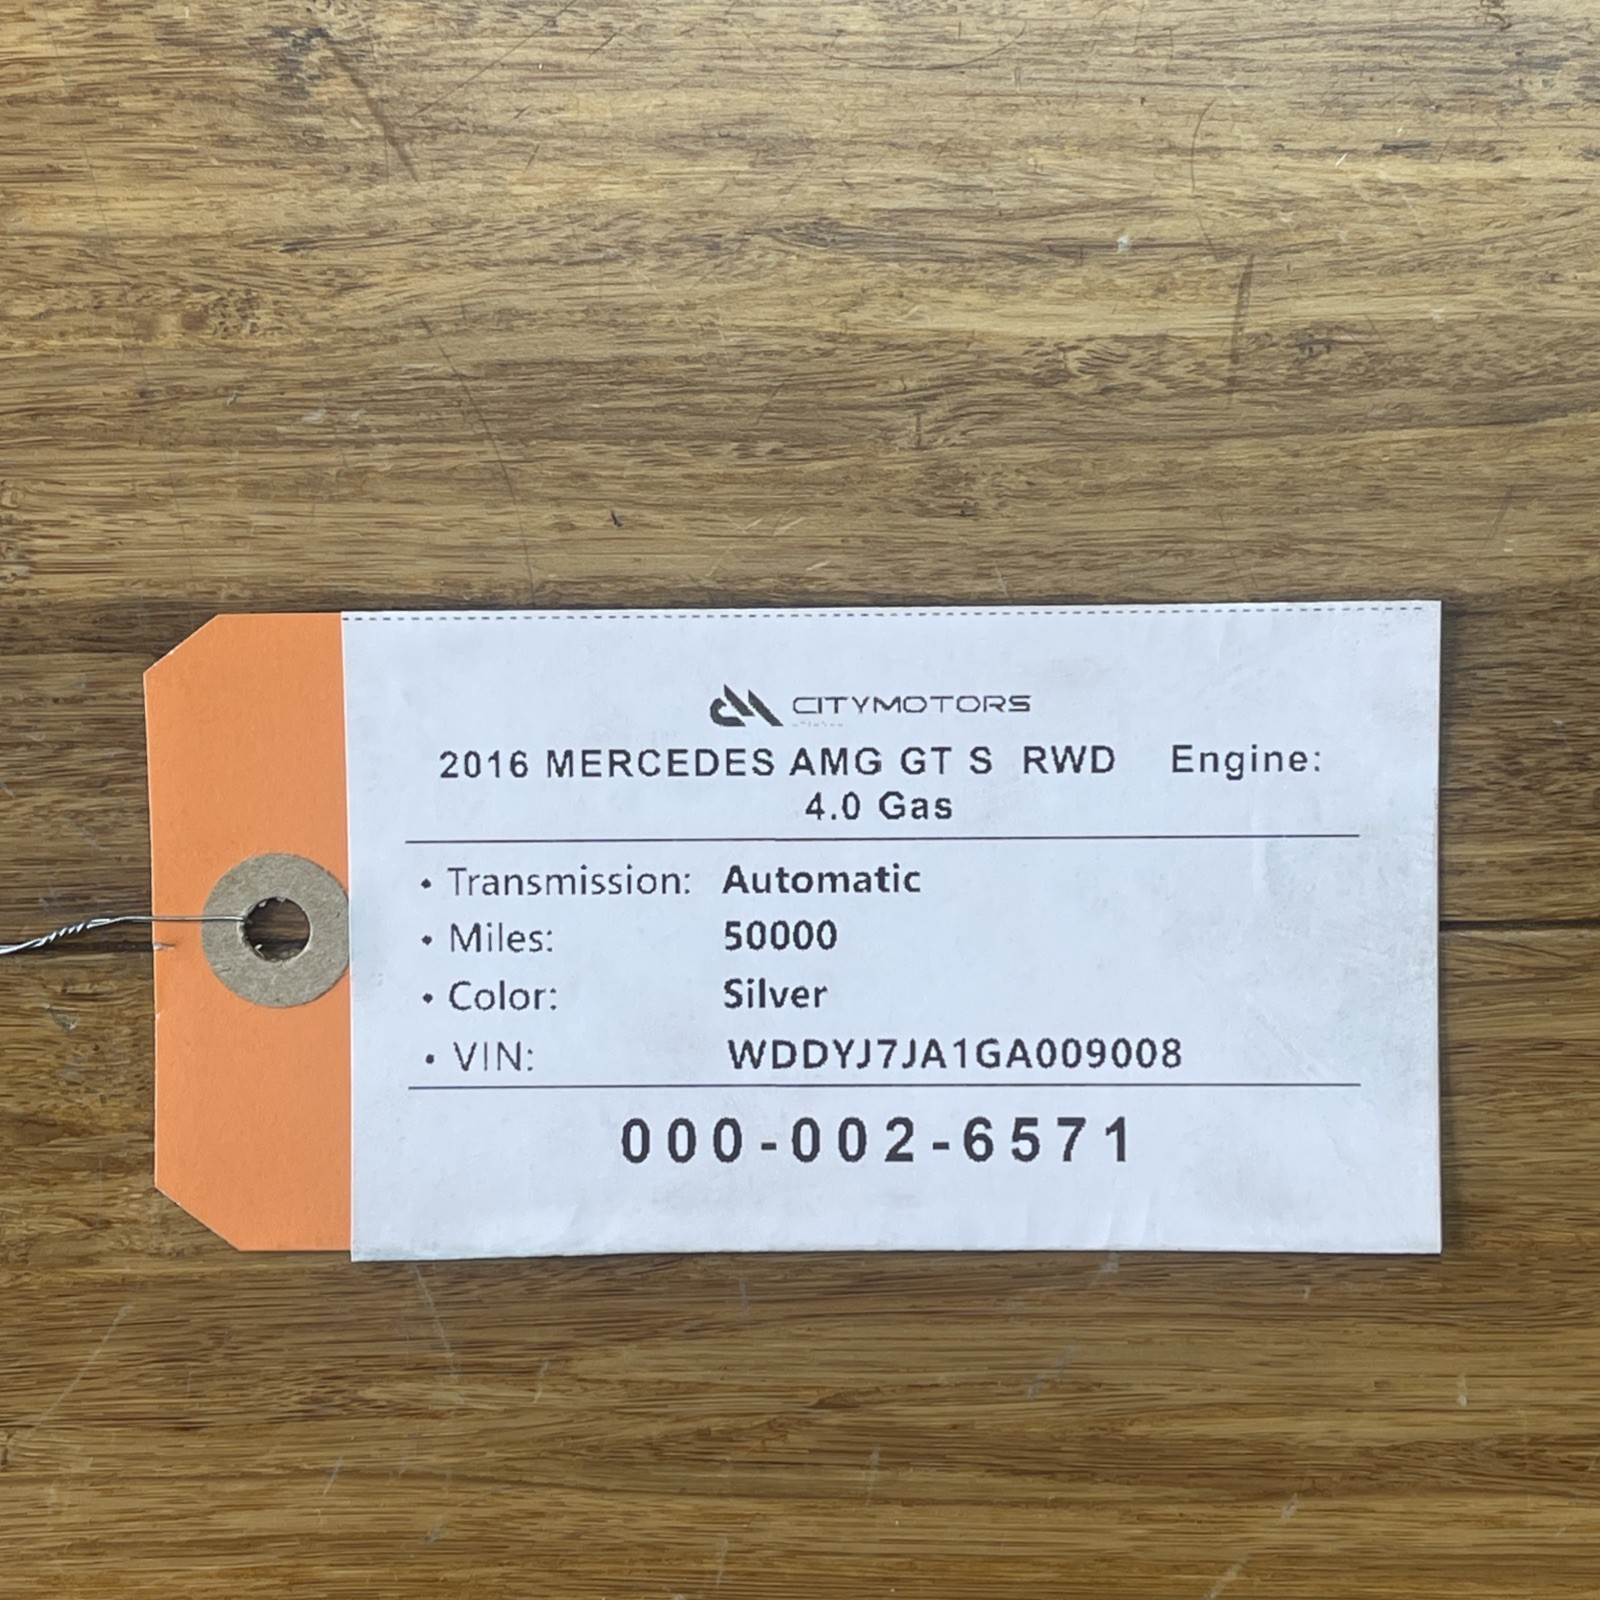 CITYMOTORS
2016 MERCEDES AMG GT S RWD Engine:
4.0 Gas
• Transmission: Automatic
• Miles: 50000
• Color: Silver
• VIN: WDDYJ7JA1GA009008
000-002-6571